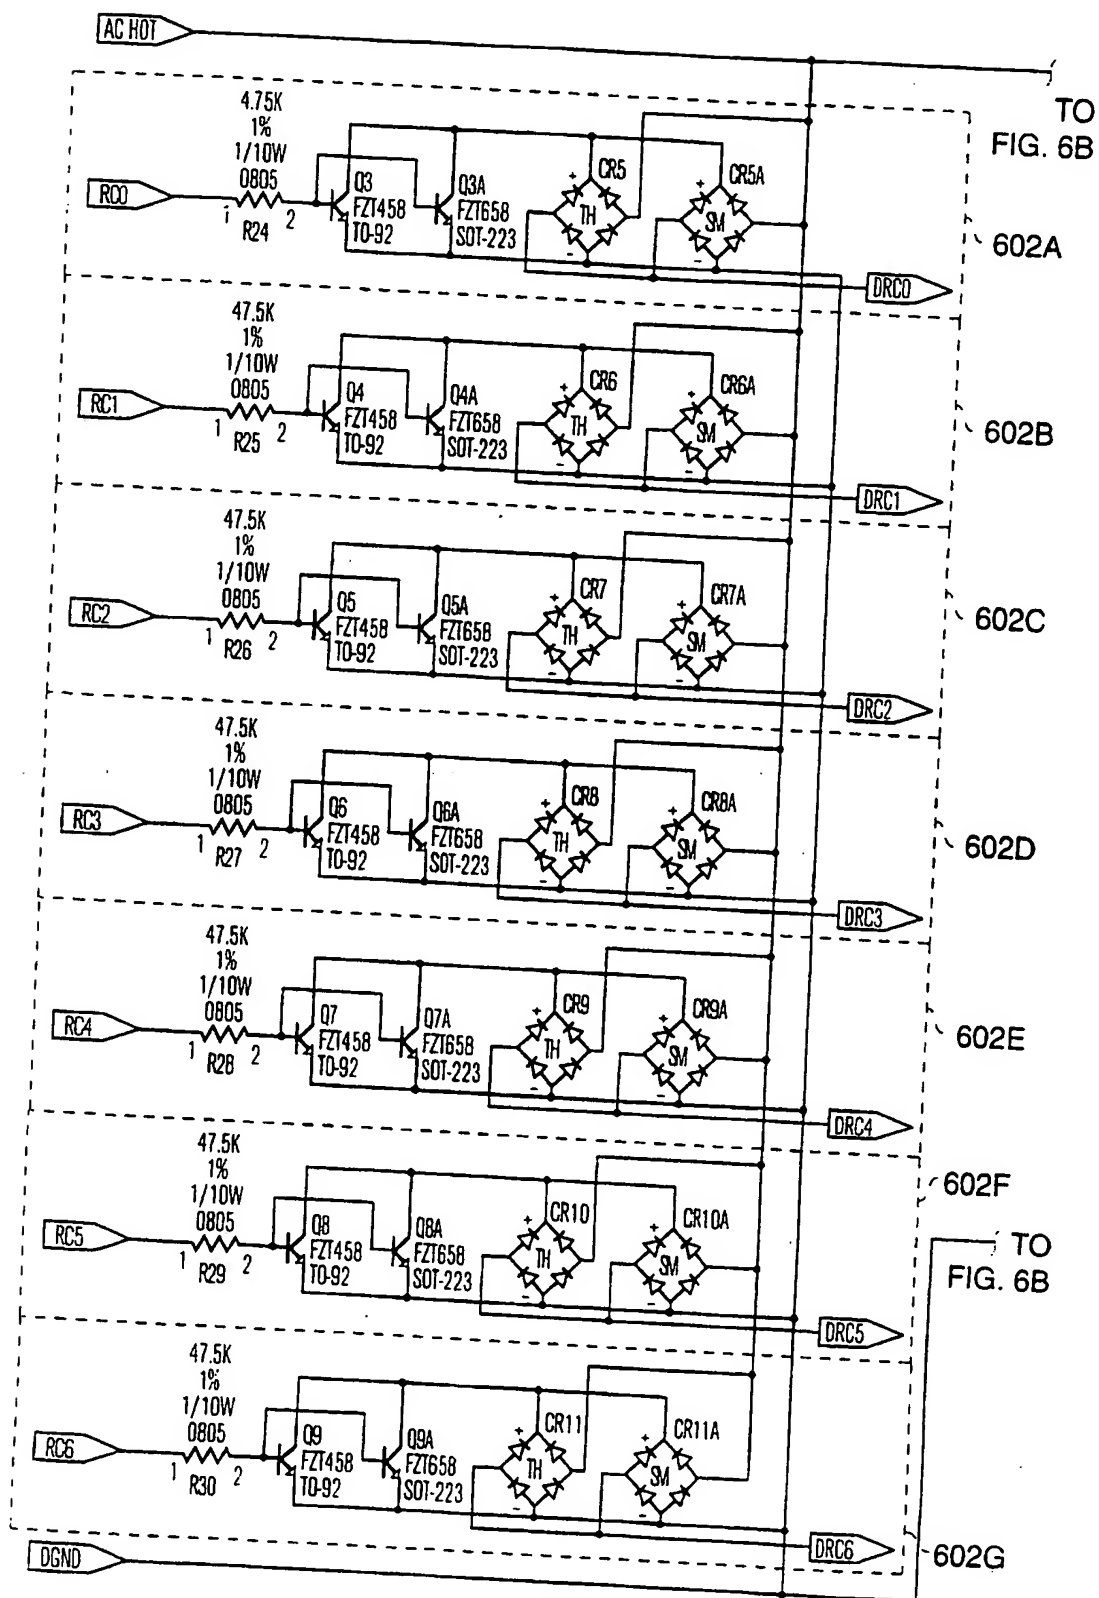 AC HOT
TO
FIG. 6B
4.75K
1%
1/10W
0805
RC0
1
R24
2
Q3
FZT458
TO-92
Q3A
FZT658
SOT-223
+
CR5
TH
-
+
CR5A
SM
-
602A
DRC0
47.5K
1%
1/10W
0805
RC1
1
R25
2
Q4
FZT458
TO-92
Q4A
FZT658
SOT-223
+
CR6
TH
-
+
CR6A
SM
-
602B
DRC1
47.5K
1%
1/10W
0805
RC2
1
R26
2
Q5
FZT458
TO-92
Q5A
FZT658
SOT-223
+
CR7
TH
-
+
CR7A
SM
-
602C
DRC2
47.5K
1%
1/10W
0805
RC3
1
R27
2
Q6
FZT458
TO-92
Q6A
FZT658
SOT-223
+
CR8
TH
-
+
CR8A
SM
-
602D
DRC3
47.5K
1%
1/10W
0805
RC4
1
R28
2
Q7
FZT458
TO-92
Q7A
FZT658
SOT-223
+
CR9
TH
-
+
CR9A
SM
-
602E
DRC4
47.5K
1%
1/10W
0805
RC5
1
R29
2
Q8
FZT458
TO-92
Q8A
FZT658
SOT-223
+
CR10
TH
-
+
CR10A
SM
-
602F
TO
FIG. 6B
DRC5
47.5K
1%
1/10W
0805
RC6
1
R30
2
Q9
FZT458
TO-92
Q9A
FZT658
SOT-223
+
CR11
TH
-
+
CR11A
SM
-
DRC6
602G
DGND